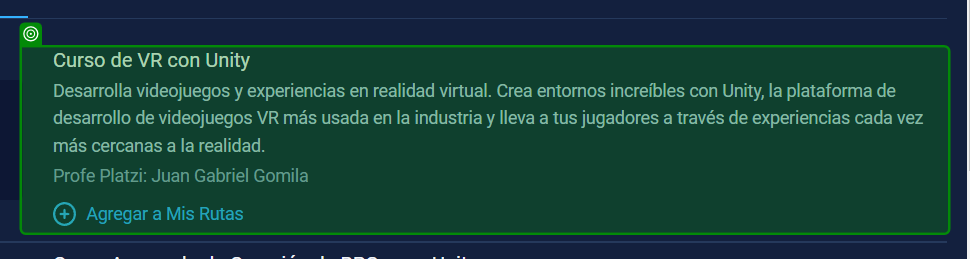 Curso de VR con Unity
Desarrolla videojuegos y experiencias en realidad virtual. Crea entornos increíbles con Unity, la plataforma de
desarrollo de videojuegos VR más usada en la industria y lleva a tus jugadores a través de experiencias cada vez
más cercanas a la realidad.
Profe Platzi: Juan Gabriel Gomila
Agregar a Mis Rutas